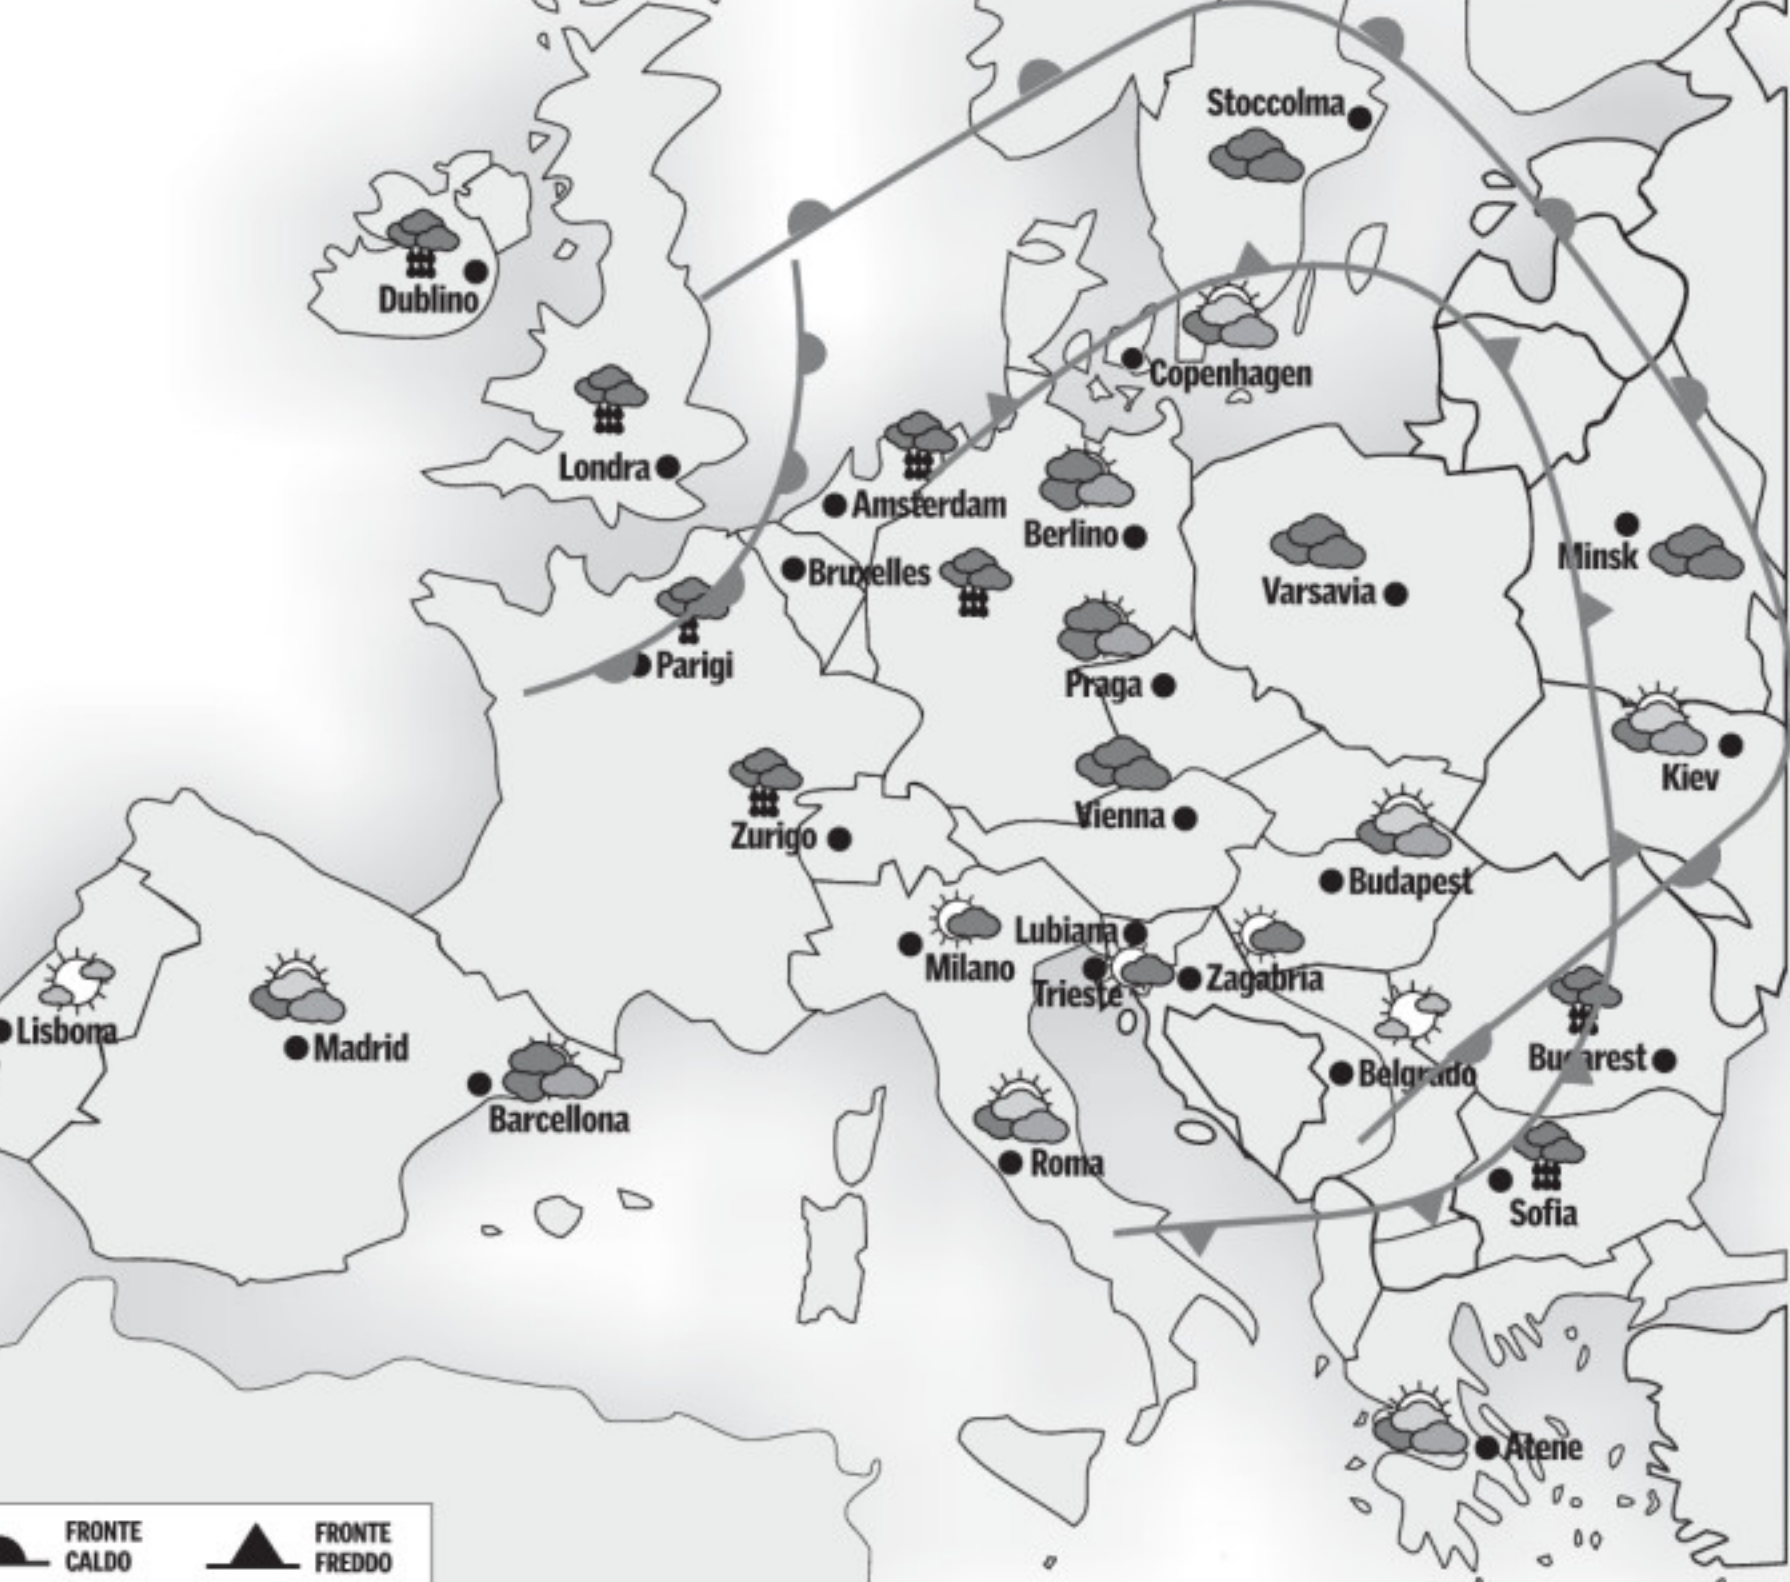 Stoccolma
Dublino
Copenhagen
Londra
Amsterdam
Berlino
Minsk
Bruxelles
Varsavia
Parigi
Praga
Kiev
Vienna
Zurigo
Budapest
Lubiana
Milano
Zagabria
Trieste
Lisbona
Madrid
Bucarest
Belgrado
Barcellona
Roma
Sofia
Atene
FRONTE
CALDO
FRONTE
FREDDO